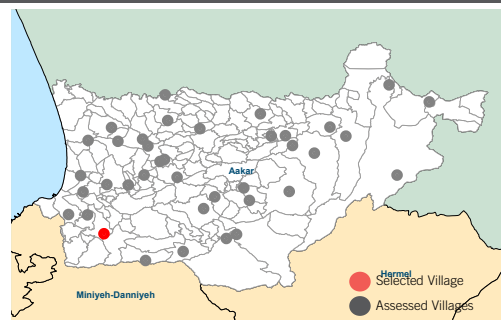 Aakar
Hermel
Selected Village
Miniyeh-Danniyeh
Assessed Villages